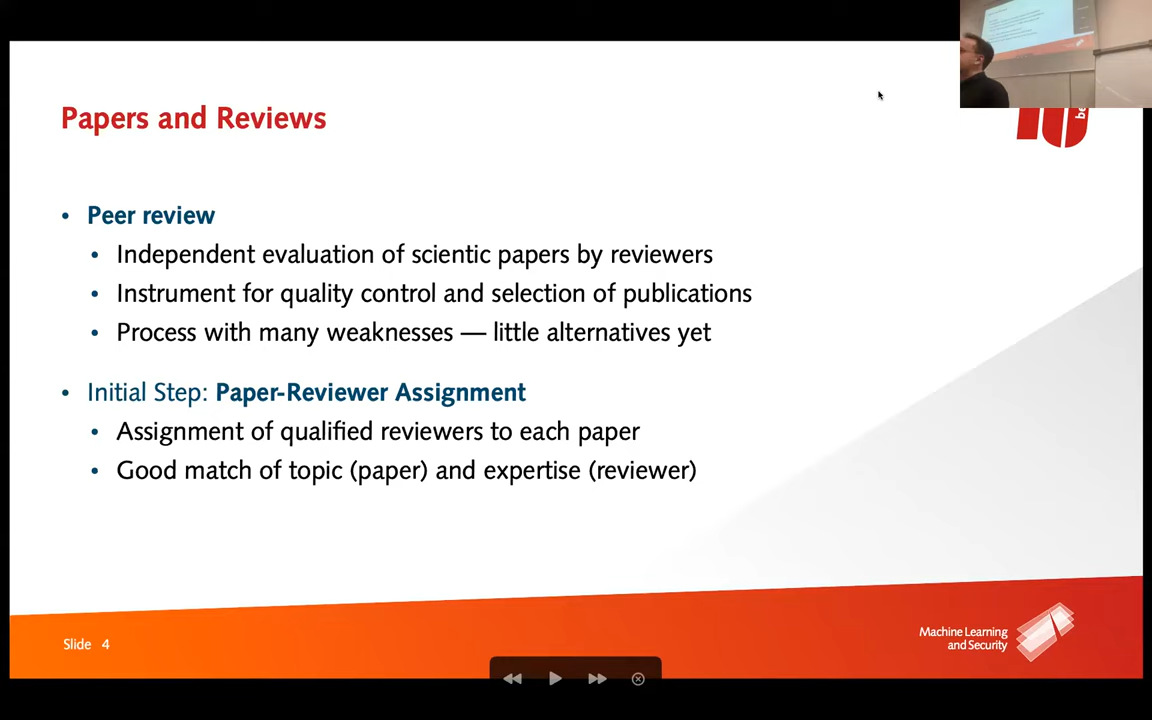 Papers and Reviews
be
• Peer review
• Independent evaluation of scientic papers by reviewers
• Instrument for quality control and selection of publications
• Process with many weaknesses — little alternatives yet
• Initial Step: Paper-Reviewer Assignment
• Assignment of qualified reviewers to each paper
• Good match of topic (paper) and expertise (reviewer)
Machine Learning
and Security
Slide 4